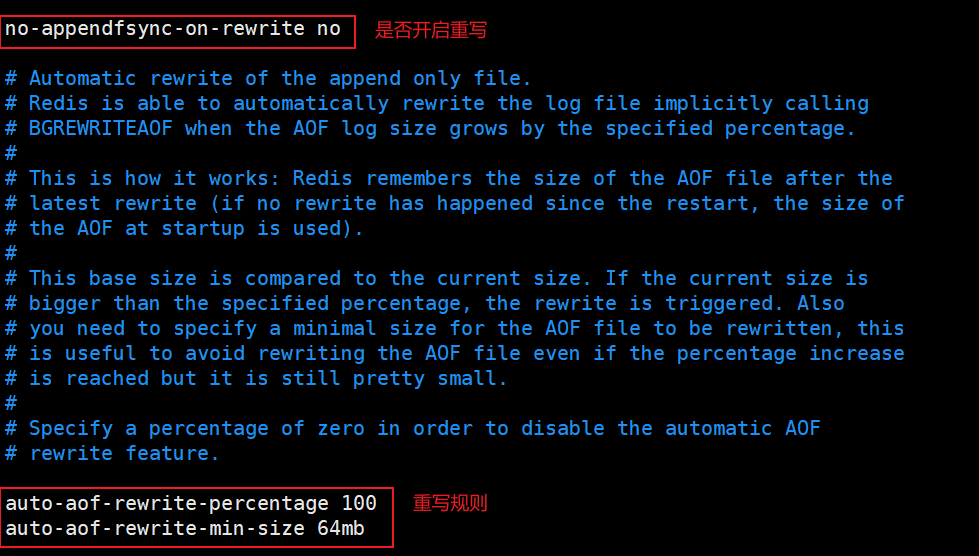 no-appendfsync-on-rewrite no 是否开启重写
# Automatic rewrite of the append only file.
# Redis is able to automatically rewrite the log file implicitly calling
# BGREWRITEAOF when the AOF log size grows by the specified percentage.
#
# This is how it works: Redis remembers the size of the AOF file after the
# latest rewrite (if no rewrite has happened since the restart, the size of
# the AOF at startup is used).
#
# This base size is compared to the current size. If the current size is
# bigger than the specified percentage, the rewrite is triggered. Also
# you need to specify a minimal size for the AOF file to be rewritten, this
# is useful to avoid rewriting the AOF file even if the percentage increase
# is reached but it is still pretty small.
#
# Specify a percentage of zero in order to disable the automatic AOF
# rewrite feature.
auto-aof-rewrite-percentage 100 重写规则
auto-aof-rewrite-min-size 64mb